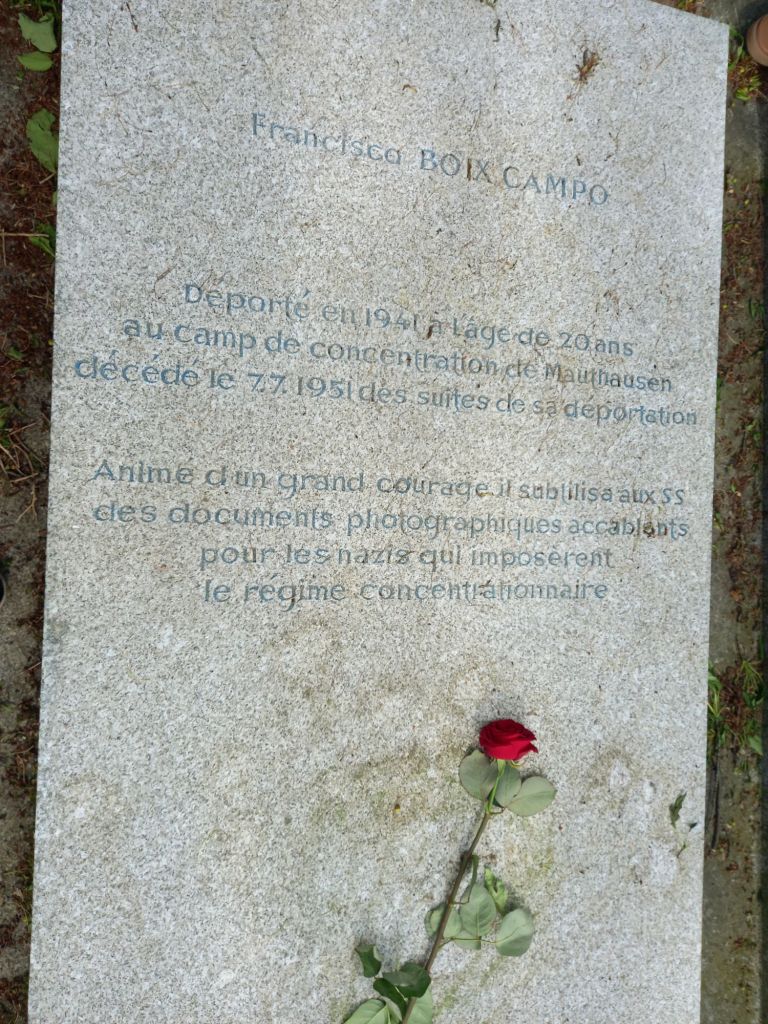 Francisco BOIX CAMPO
Déporté en 1941 à l'âge de 20 ans
au camp de concentration de Mauthausen
décédé le 7.7. 1951 des suites de sa déportation
Animé d'un grand courage il subtilisa aux SS
des documents photographiques accablants
pour les nazis qui imposèrent
le régime concentrationnaire